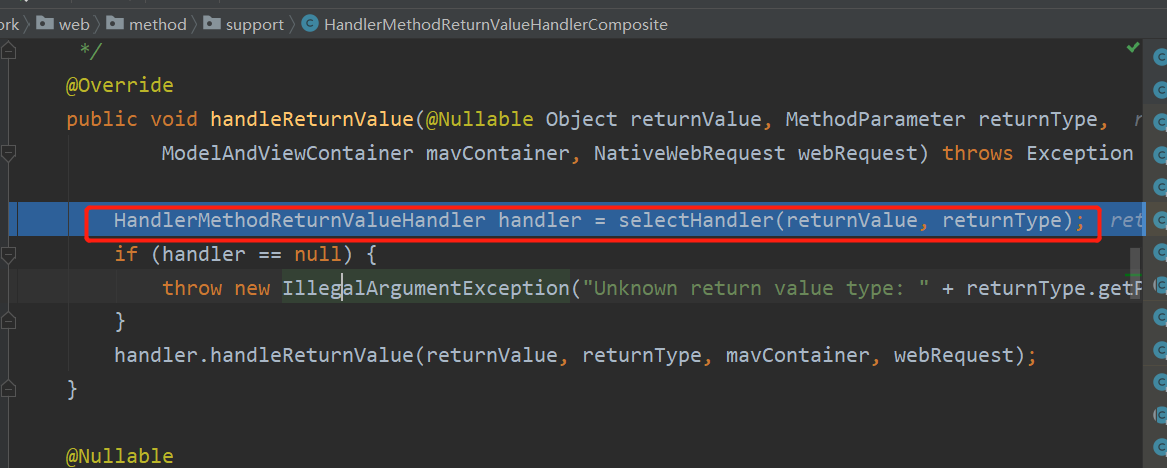 ork web method support HandlerMethodReturnValueHandlerComposite
*/
@Override
public void handleReturnValue(@Nullable Object returnValue, MethodParameter returnType,
ModelAndViewContainer mavContainer, NativeWebRequest webRequest) throws Exception
HandlerMethodReturnValueHandler handler = selectHandler(returnValue, returnType); ret
if (handler == null) {
throw new IllegalArgumentException("Unknown return value type: " + returnType.getP
}
handler.handleReturnValue(returnValue, returnType, mavContainer, webRequest);
}
@Nullable